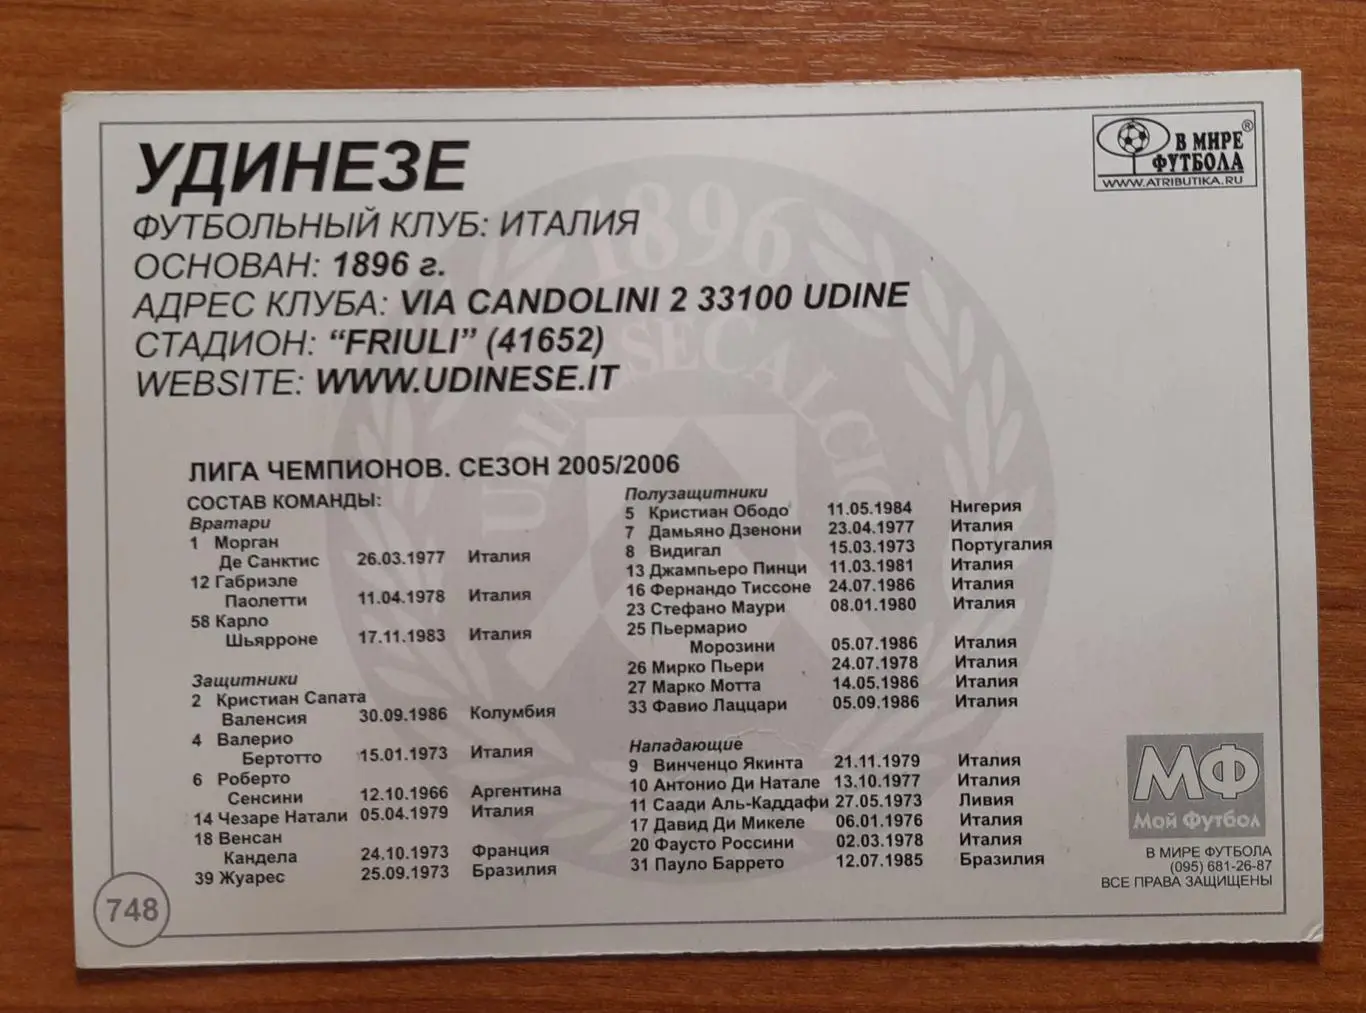 УДИНЕЗЕ
ФУТБОЛЬНЫЙ КЛУБ: ИТАЛИЯ
ОСНОВАН: 1896 г.
АДРЕС КЛУБА: VIA CANDOLINI 2 33100 UDINE
СТАДИОН: “FRIULI” (41652)
WEBSITE: WWW.UDINESE.IT
В МИРЕ
ФУТБОЛА
®
WWW.ATRIBUTIKA.RU
1896
UDINESE CALCIO
ЛИГА ЧЕМПИОНОВ. СЕЗОН 2005/2006
СОСТАВ КОМАНДЫ:
Вратари
1 Морган
Де Санктис 26.03.1977 Италия
12 Габриэле
Паолетти 11.04.1978 Италия
58 Карло
Шьярроне 17.11.1983 Италия
Защитники
2 Кристиан Сапата
Валенсия 30.09.1986 Колумбия
4 Валерио
Бертотто 15.01.1973 Италия
6 Роберто
Сенсини 12.10.1966 Аргентина
14 Чезаре Натали 05.04.1979 Италия
18 Венсан
Кандела 24.10.1973 Франция
39 Жуарес 25.09.1973 Бразилия
Полузащитники
5 Кристиан Ободо 11.05.1984 Нигерия
7 Дамьяно Дзенони 23.04.1977 Италия
8 Видигал 15.03.1973 Португалия
13 Джампьеро Пинци 11.03.1981 Италия
16 Фернандо Тиссоне 24.07.1986 Италия
23 Стефано Маури 08.01.1980 Италия
25 Пьермарио
Морозини 05.07.1986 Италия
26 Мирко Пьери 24.07.1978 Италия
27 Марко Мотта 14.05.1986 Италия
33 Фавио Лаццари 05.09.1986 Италия
Нападающие
9 Винченцо Якинта 21.11.1979 Италия
10 Антонио Ди Натале 13.10.1977 Италия
11 Саади Аль-Каддафи 27.05.1973 Ливия
17 Давид Ди Микеле 06.01.1976 Италия
20 Фаусто Россини 02.03.1978 Италия
31 Пауло Баррето 12.07.1985 Бразилия
МФ
Мой Футбол
В МИРЕ ФУТБОЛА
(095) 681-26-87
ВСЕ ПРАВА ЗАЩИЩЕНЫ
748